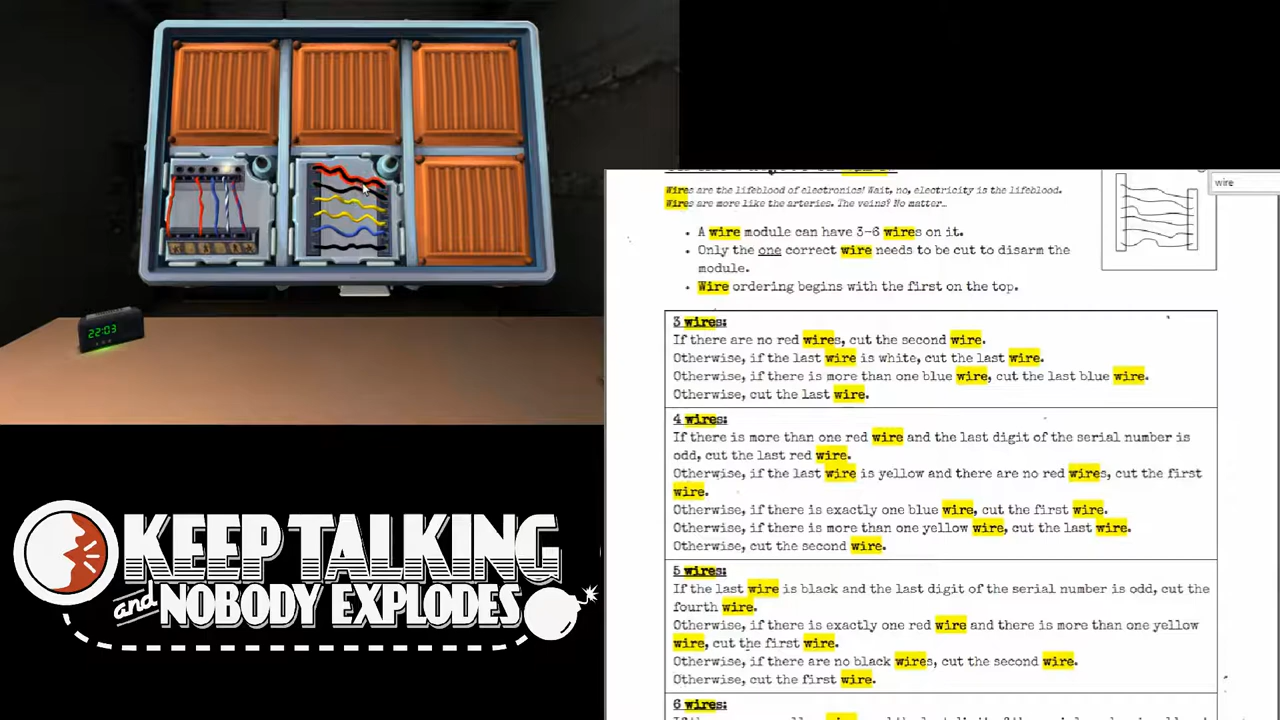 22:03
KEEP TALKING
and NOBODY EXPLODES
wire
Wires are the lifeblood of electronics! Wait, no, electricity is the lifeblood.
Wires are more like the arteries. The veins? No matter…
• A wire module can have 3-6 wires on it.
• Only the one correct wire needs to be cut to disarm the
module.
• Wire ordering begins with the first on the top.
3 wires:
If there are no red wires, cut the second wire.
Otherwise, if the last wire is white, cut the last wire.
Otherwise, if there is more than one blue wire, cut the last blue wire.
Otherwise, cut the last wire.
4 wires:
If there is more than one red wire and the last digit of the serial number is
odd, cut the last red wire.
Otherwise, if the last wire is yellow and there are no red wires, cut the first
wire.
Otherwise, if there is exactly one blue wire, cut the first wire.
Otherwise, if there is more than one yellow wire, cut the last wire.
Otherwise, cut the second wire.
5 wires:
If the last wire is black and the last digit of the serial number is odd, cut the
fourth wire.
Otherwise, if there is exactly one red wire and there is more than one yellow
wire, cut the first wire.
Otherwise, if there are no black wires, cut the second wire.
Otherwise, cut the first wire.
6 wires: